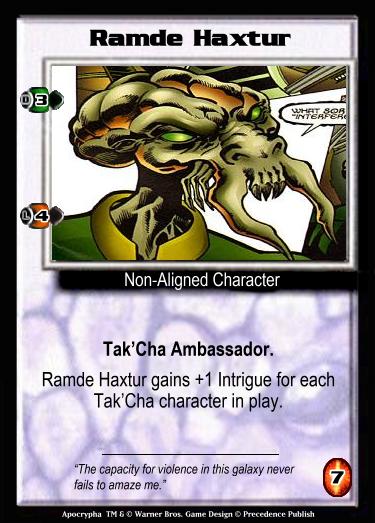 Ramde Haxtur
D 3
WHAT SOR
"INTERFER
L 4
Non-Aligned Character
Tak'Cha Ambassador.
Ramde Haxtur gains +1 Intrigue for each
Tak'Cha character in play.
"The capacity for violence in this galaxy never
fails to amaze me."
7
Apocrypha TM & © Warner Bros. Game Design © Precedence Publish